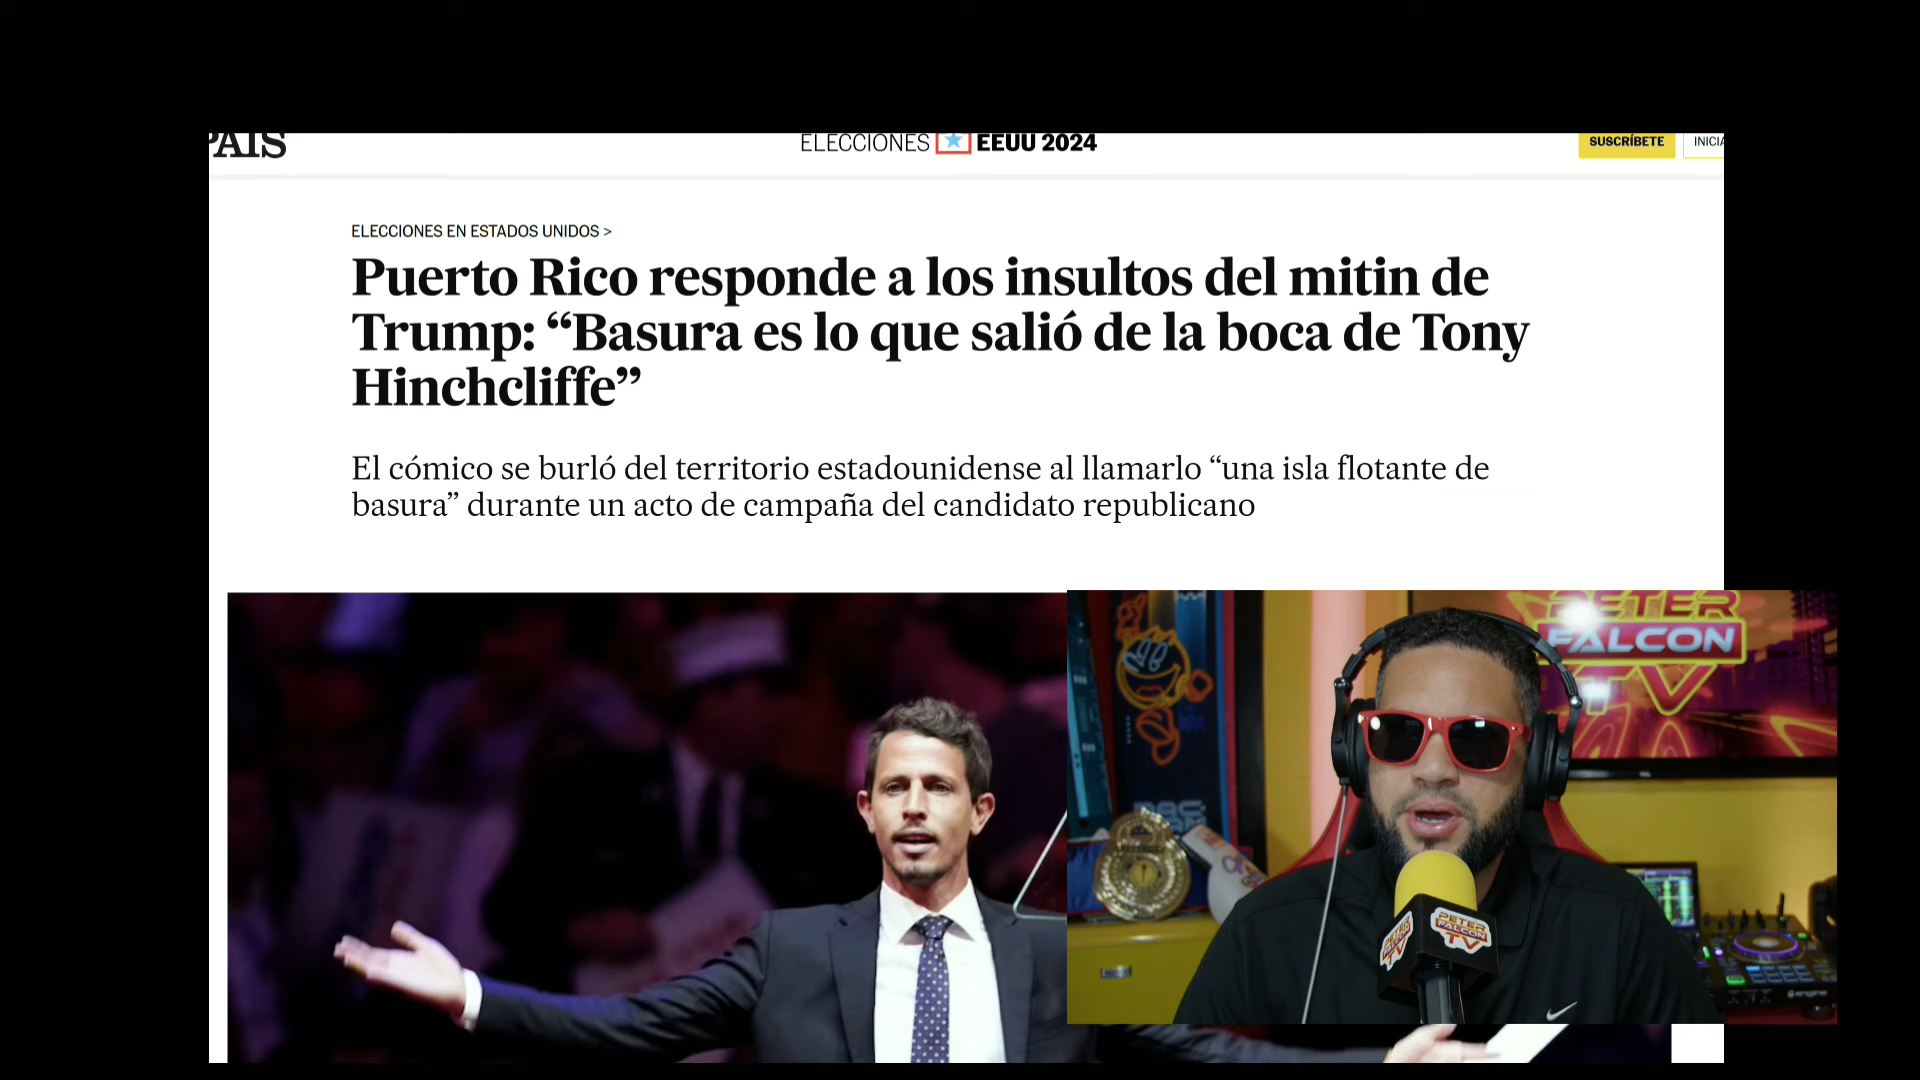 PAÍS
ELECCIONES EEUU 2024
SUSCRÍBETE
ELECCIONES EN ESTADOS UNIDOS >
Puerto Rico responde a los insultos del mitin de
Trump: “Basura es lo que salió de la boca de Tony
Hinchcliffe”
El cómico se burló del territorio estadounidense al llamarlo “una isla flotante de
basura” durante un acto de campaña del candidato republicano
PETER
FALCON
TV
PETER
FALCON
TV